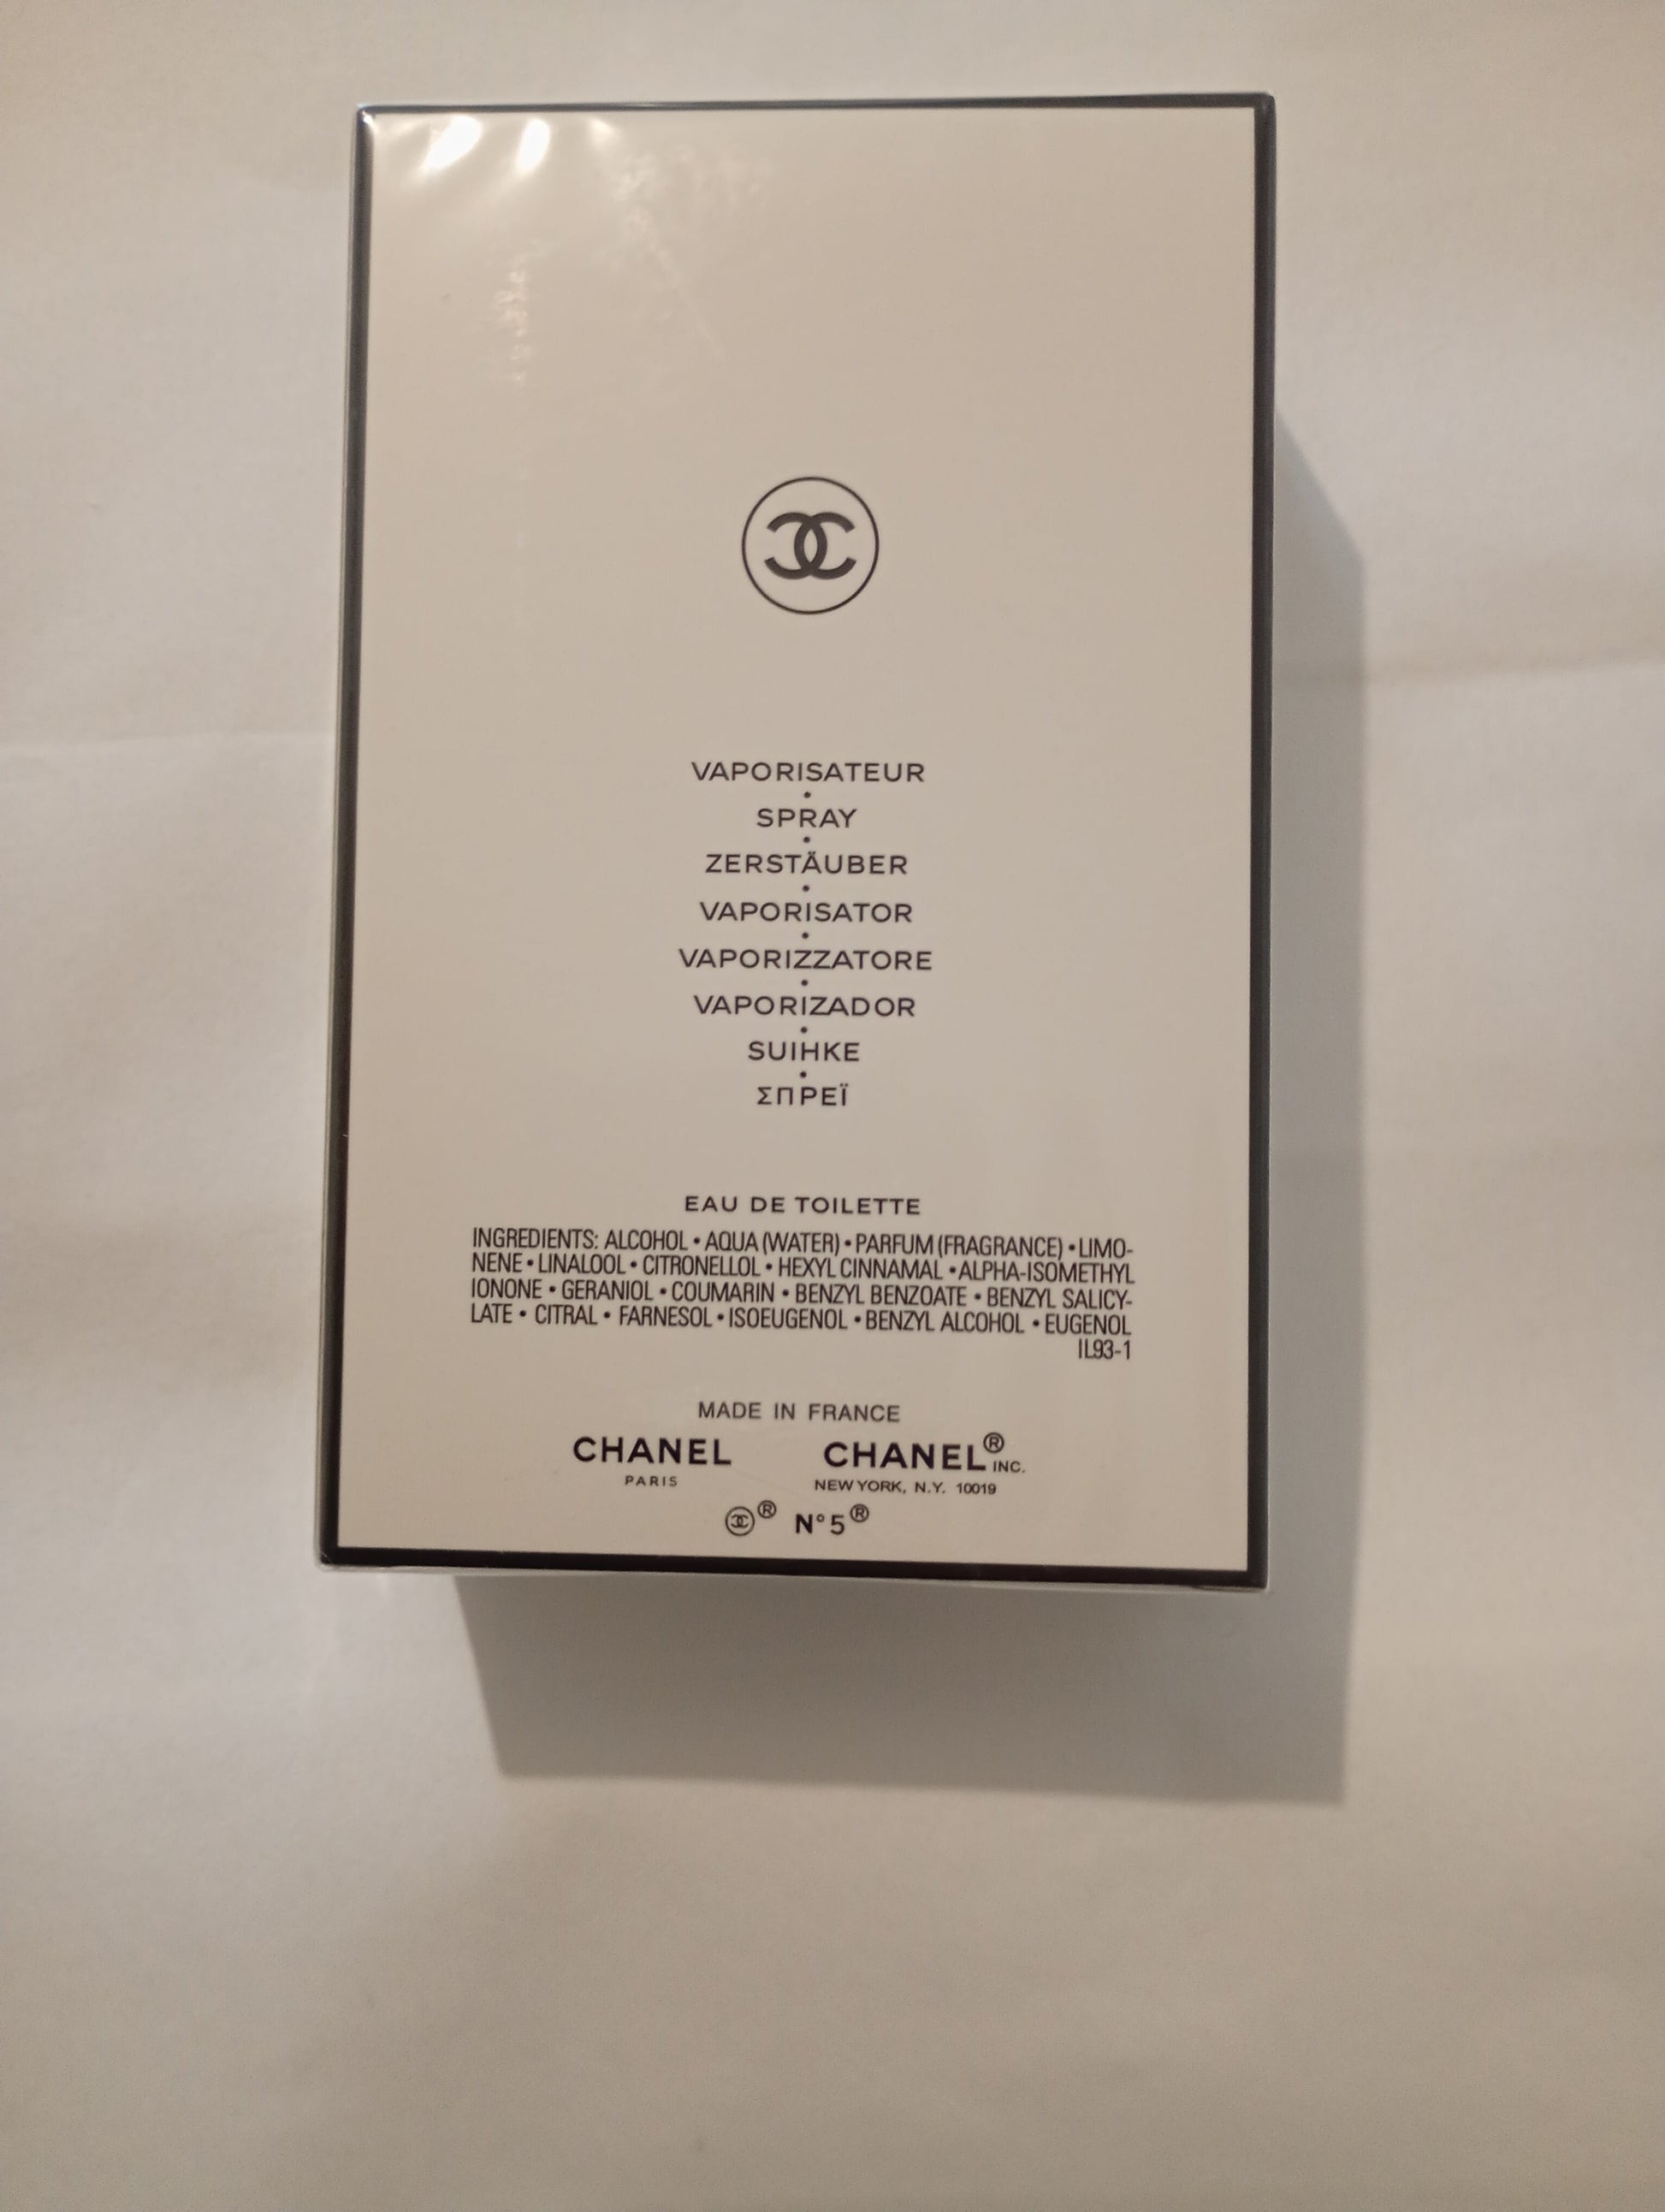 VAPORISATEUR
•
SPRAY
•
ZERSTÄUBER
•
VAPORISATOR
•
VAPORIZZATORE
•
VAPORIZADOR
•
SUIHKE
•
ΣΠΡΕΪ
EAU DE TOILETTE
INGREDIENTS: ALCOHOL • AQUA (WATER) • PARFUM (FRAGRANCE) • LIMO-
NENE • LINALOOL • CITRONELLOL • HEXYL CINNAMAL • ALPHA-ISOMETHYL
IONONE • GERANIOL • COUMARIN • BENZYL BENZOATE • BENZYL SALICY-
LATE • CITRAL • FARNESOL • ISOEUGENOL • BENZYL ALCOHOL • EUGENOL
IL93-1
MADE IN FRANCE
CHANEL CHANEL® INC.
PARIS NEW YORK, N.Y. 10019
® N°5®